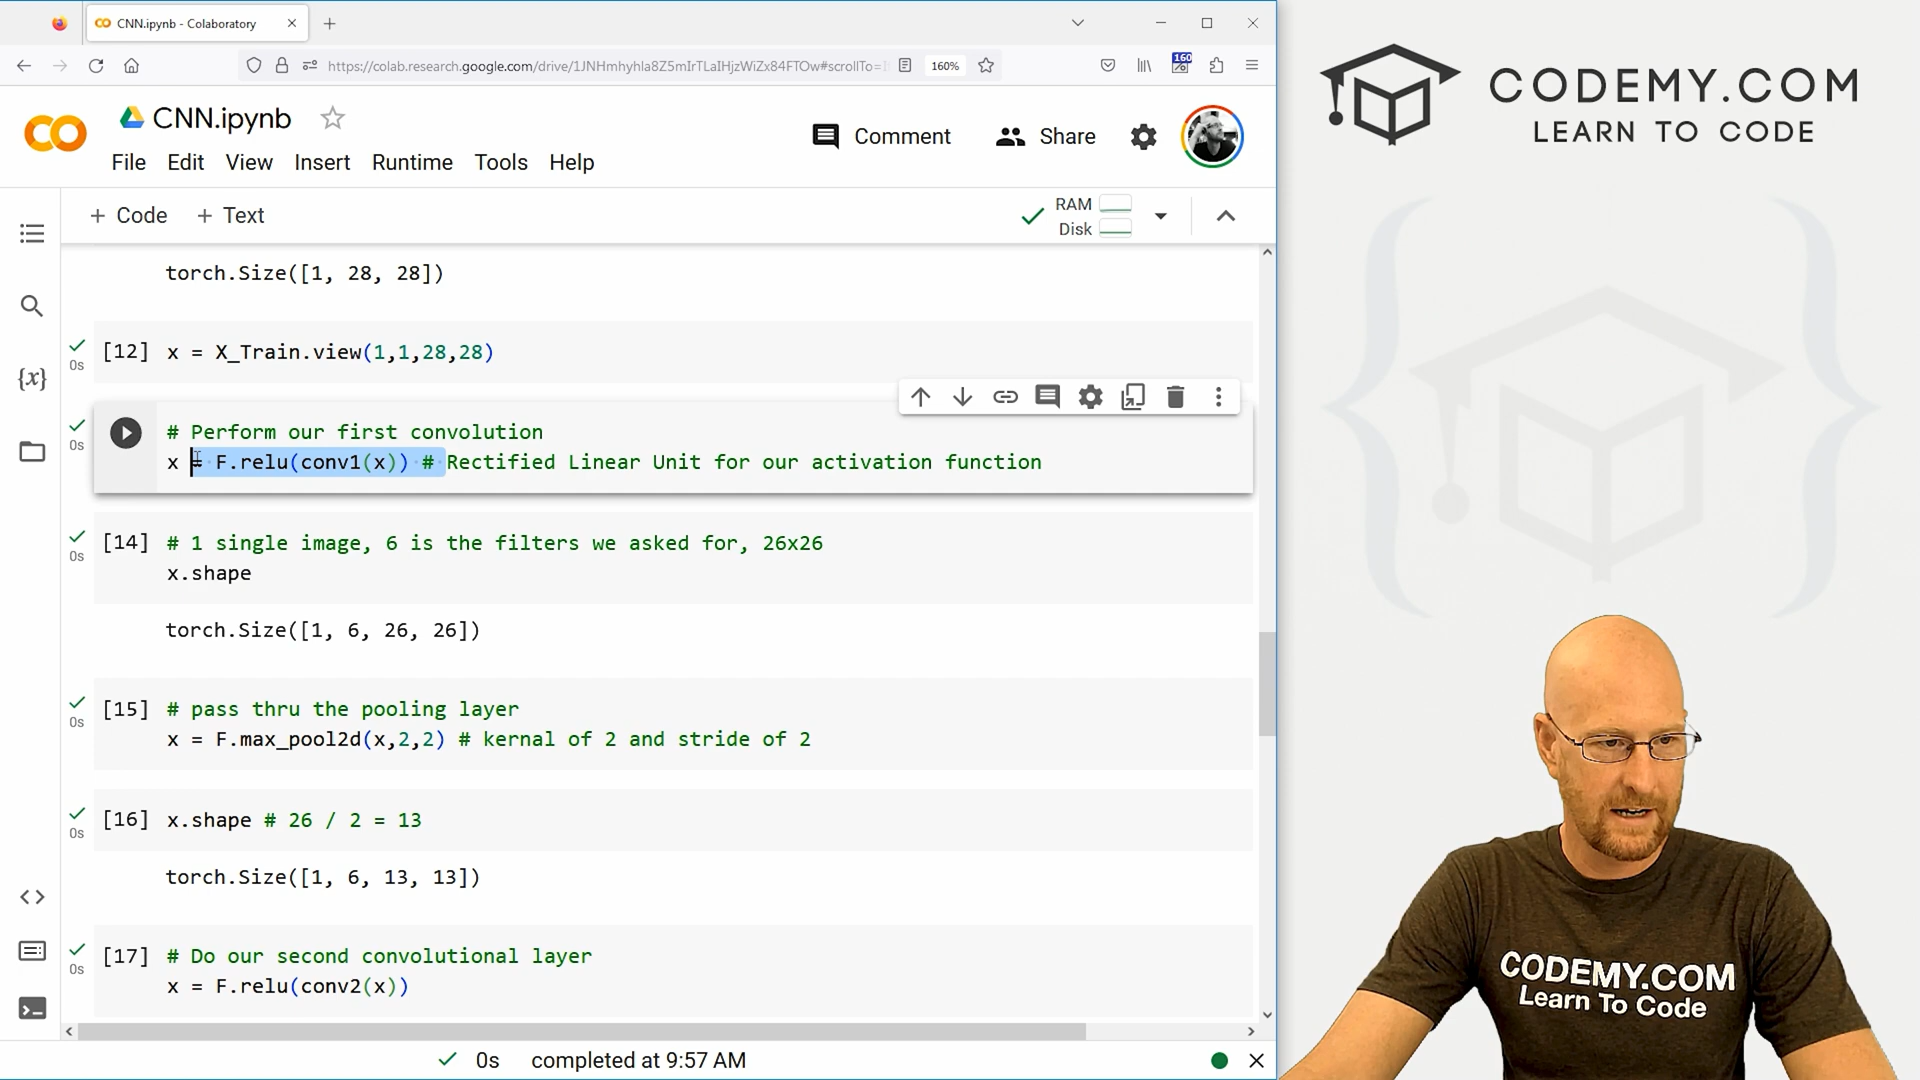 CNN.ipynb - Colaboratory
https://colab.research.google.com/drive/1JNHmhyhla8Z5mIrTLaIHjzWiZx84FTOw#scrollTo=
160%
160
CNN.ipynb
Comment
Share
File Edit View Insert Runtime Tools Help
+ Code + Text
RAM
Disk
torch.Size([1, 28, 28])
[12] x = X_Train.view(1,1,28,28)
0s
# Perform our first convolution
0s
x = F.relu(conv1(x)) # Rectified Linear Unit for our activation function
[14] # 1 single image, 6 is the filters we asked for, 26x26
0s
x.shape
torch.Size([1, 6, 26, 26])
[15] # pass thru the pooling layer
0s
x = F.max_pool2d(x,2,2) # kernal of 2 and stride of 2
[16] x.shape # 26 / 2 = 13
0s
torch.Size([1, 6, 13, 13])
[17] # Do our second convolutional layer
0s
x = F.relu(conv2(x))
0s completed at 9:57 AM
CODEMY.COM
LEARN TO CODE
CODEMY.COM
Learn To Code